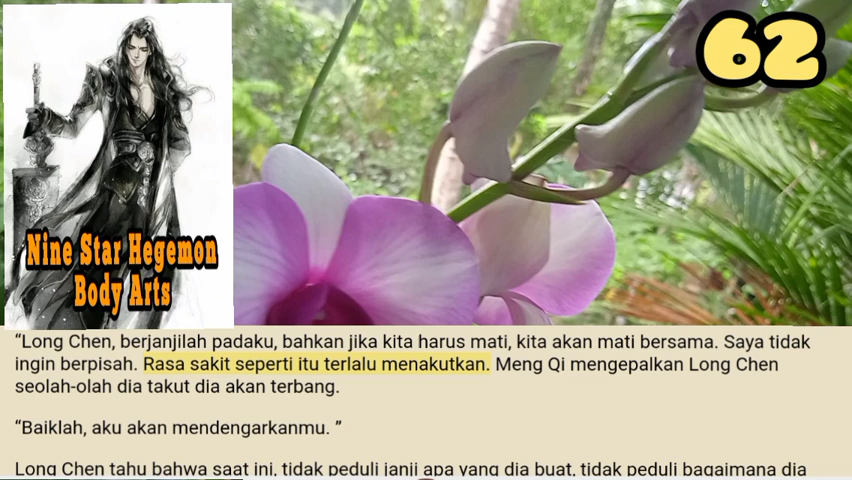 62
Nine Star Hegemon
Body Arts
“Long Chen, berjanjilah padaku, bahkan jika kita harus mati, kita akan mati bersama. Saya tidak
ingin berpisah. Rasa sakit seperti itu terlalu menakutkan. Meng Qi mengepalkan Long Chen
seolah-olah dia takut dia akan terbang.
“Baiklah, aku akan mendengarkanmu. ”
Long Chen tahu bahwa saat ini, tidak peduli janji apa yang dia buat, tidak peduli bagaimana dia